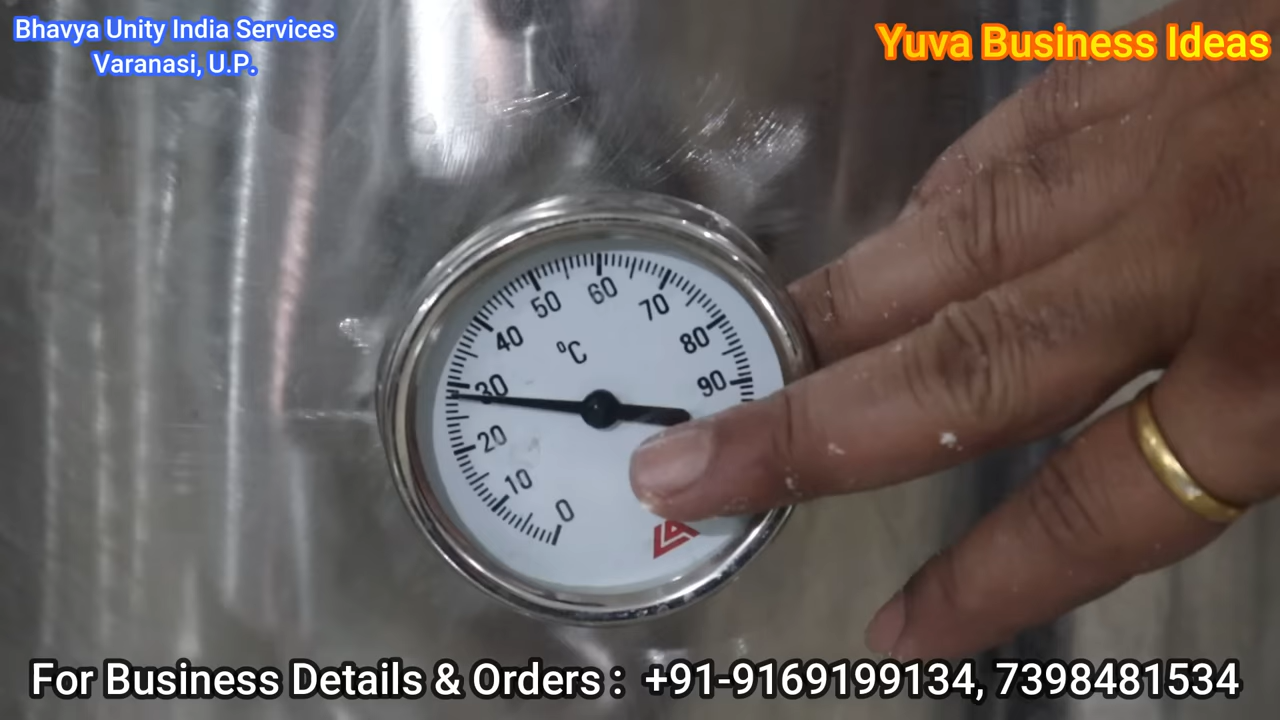 Bhavya Unity India Services
Varanasi, U.P.
Yuva Business Ideas
50
60
70
40
°C
80
30
90
20
10
0
For Business Details & Orders : +91-9169199134, 7398481534